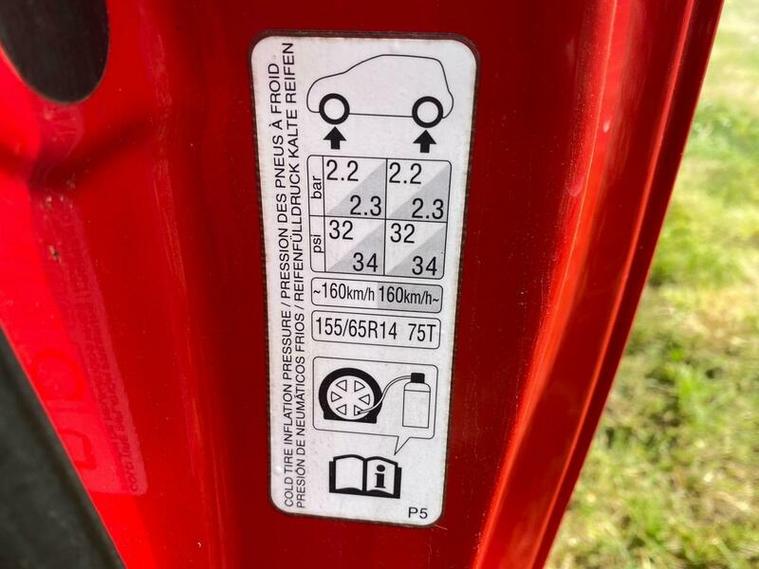 COLD TIRE INFLATION PRESSURE / PRESSION DES PNEUS À FROID
PRESIÓN DE NEUMÁTICOS FRIOS / REIFENFÜLLDRUCK KALTE REIFEN
bar 2.2 2.2
2.3 2.3
psi 32 32
34 34
~160km/h 160km/h~
155/65R14 75T
i
P5